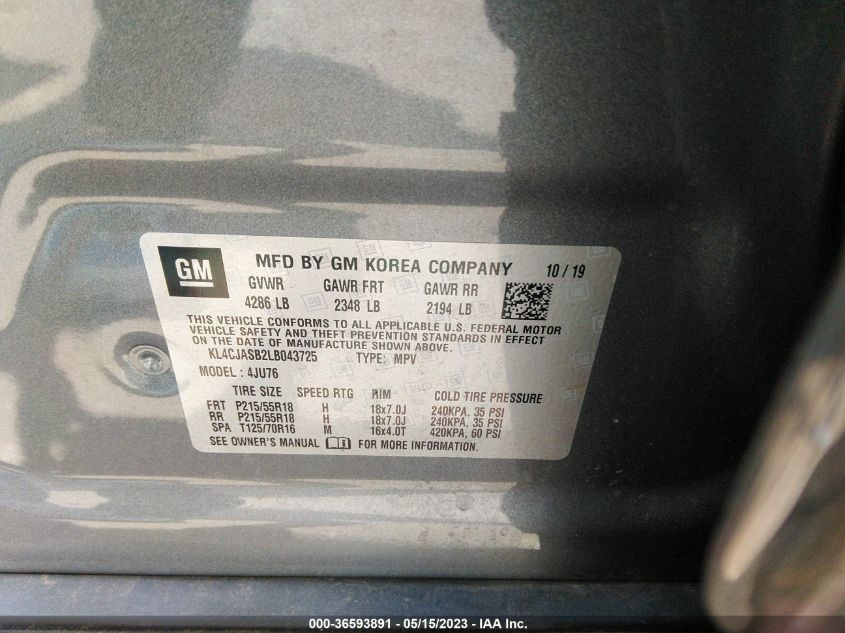 GM MFD BY GM KOREA COMPANY 10 / 19
GVWR GAWR FRT GAWR RR
4286 LB 2348 LB 2194 LB
THIS VEHICLE CONFORMS TO ALL APPLICABLE U.S. FEDERAL MOTOR
VEHICLE SAFETY AND THEFT PREVENTION STANDARDS IN EFFECT
ON THE DATE OF MANUFACTURE SHOWN ABOVE.
KL4CJASB2LB043725 TYPE: MPV
MODEL : 4JU76
TIRE SIZE SPEED RTG RIM COLD TIRE PRESSURE
FRT P215/55R18 H 18x7.0J 240KPA, 35 PSI
RR P215/55R18 H 18x7.0J 240KPA, 35 PSI
SPA T125/70R16 M 16x4.0T 420KPA, 60 PSI
SEE OWNER'S MANUAL FOR MORE INFORMATION.
000-36593891 - 05/15/2023 - IAA Inc.